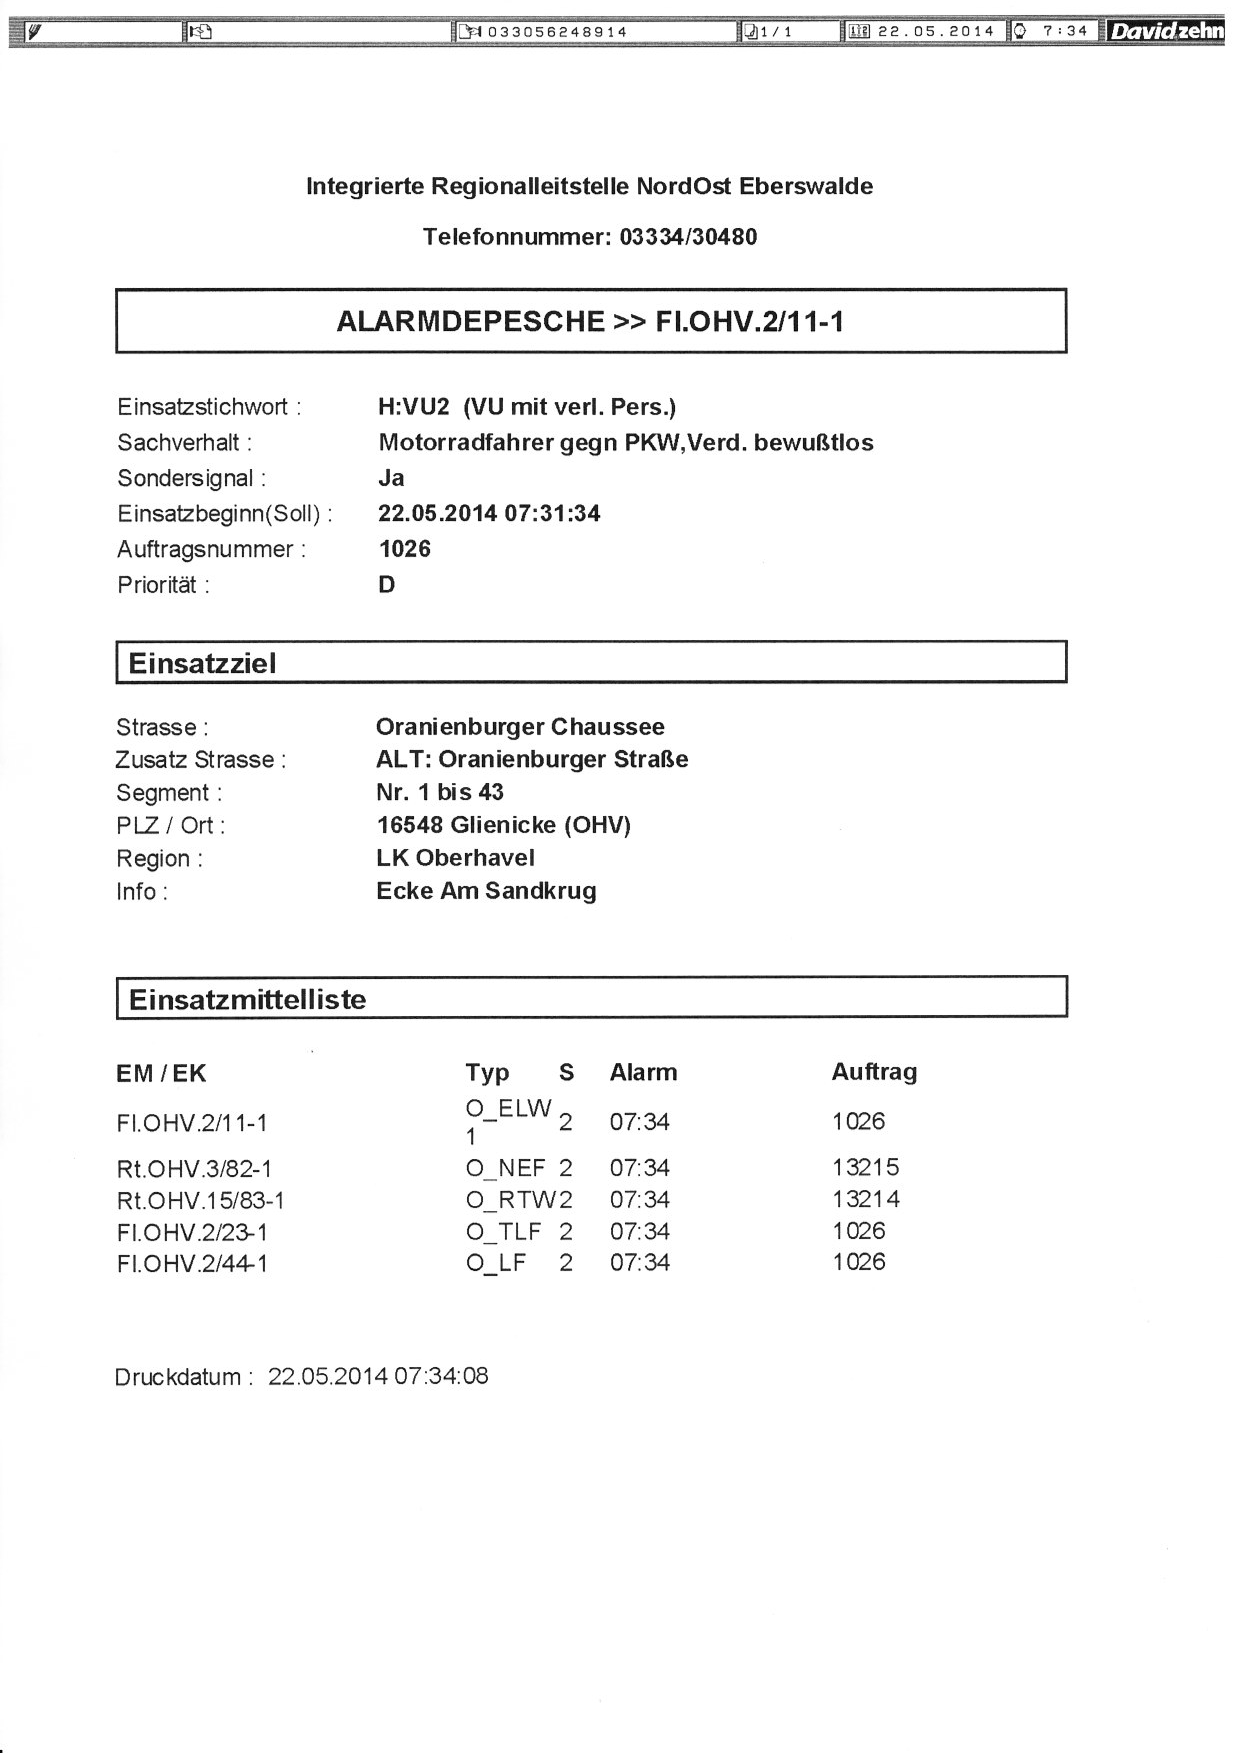 033056248914 1/1 22.05.2014 7:34 Davidzehn
Integrierte Regionalleitstelle NordOst Eberswalde
Telefonnummer: 03334/30480
ALARMDEPESCHE >> Fl.OHV.2/11-1
Einsatzstichwort : H:VU2 (VU mit verl. Pers.)
Sachverhalt : Motorradfahrer gegn PKW,Verd. bewußtlos
Sondersignal : Ja
Einsatzbeginn(Soll) : 22.05.2014 07:31:34
Auftragsnummer : 1026
Priorität : D
Einsatzziel
Strasse : Oranienburger Chaussee
Zusatz Strasse : ALT: Oranienburger Straße
Segment : Nr. 1 bis 43
PLZ / Ort : 16548 Glienicke (OHV)
Region : LK Oberhavel
Info : Ecke Am Sandkrug
Einsatzmittelliste
EM / EK Typ S Alarm Auftrag
Fl.OHV.2/11-1 O_ELW 1 2 07:34 1026
Rt.OHV.3/82-1 O_NEF 2 07:34 13215
Rt.OHV.15/83-1 O_RTW 2 07:34 13214
Fl.OHV.2/23-1 O_TLF 2 07:34 1026
Fl.OHV.2/44-1 O_LF 2 07:34 1026
Druckdatum : 22.05.2014 07:34:08